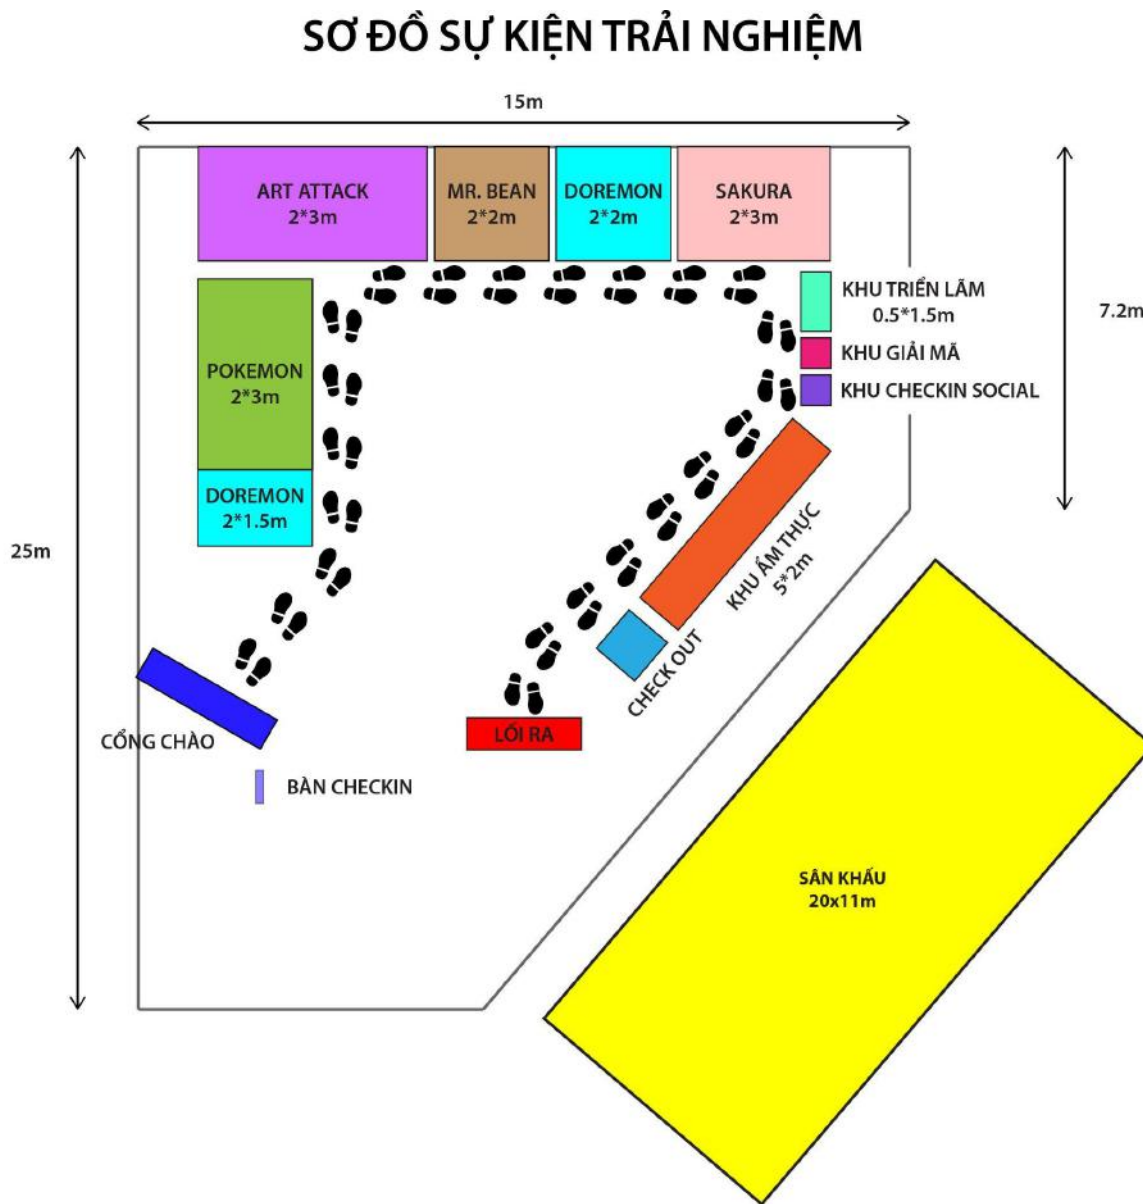 SƠ ĐỒ SỰ KIỆN TRẢI NGHIỆM
15m
ART ATTACK
2*3m
MR. BEAN
2*2m
DOREMON
2*2m
SAKURA
2*3m
KHU TRIỂN LÃM
0.5*1.5m
7.2m
KHU GIẢI MÃ
POKEMON
2*3m
KHU CHECKIN SOCIAL
DOREMON
2*1.5m
25m
KHU ẨM THỰC
5*2m
CHECK OUT
CỔNG CHÀO
LỐI RA
BÀN CHECKIN
SÂN KHẤU
20x11m